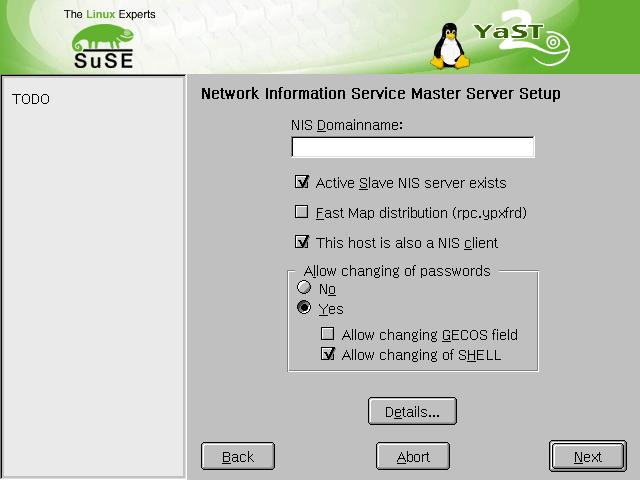 The Linux Experts
SuSE
YaST
2
TODO
Network Information Service Master Server Setup
NIS Domainname:
Active Slave NIS server exists
Fast Map distribution (rpc.ypxfrd)
This host is also a NIS client
Allow changing of passwords
No
Yes
Allow changing GECOS field
Allow changing of SHELL
Details...
Back
Abort
Next